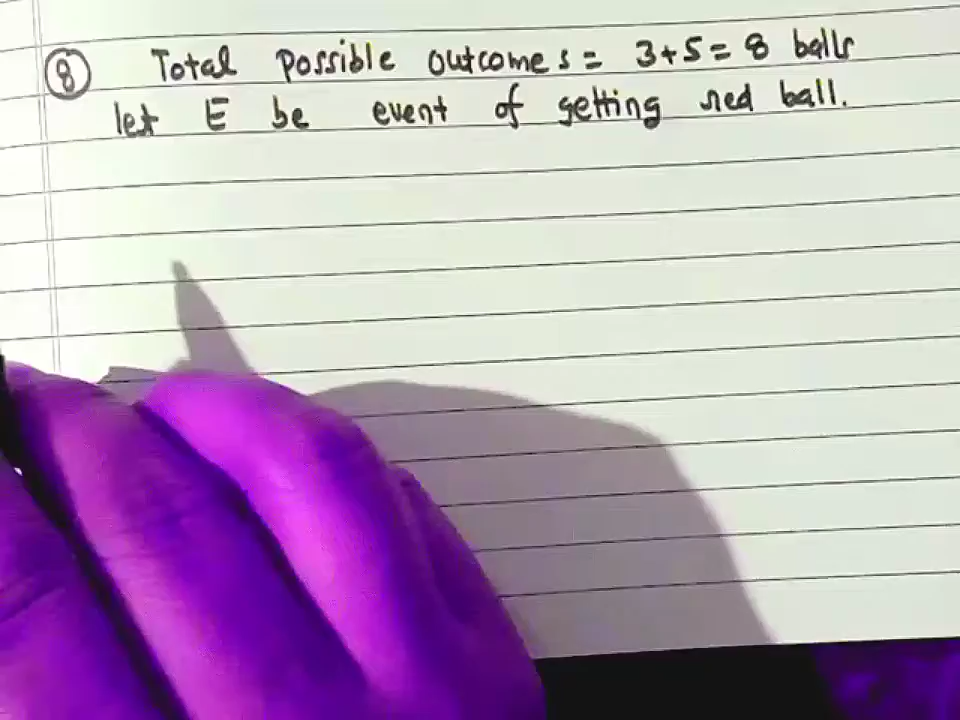 ⑧ Total possible outcomes = 3+5 = 8 balls
let E be event of getting red ball.